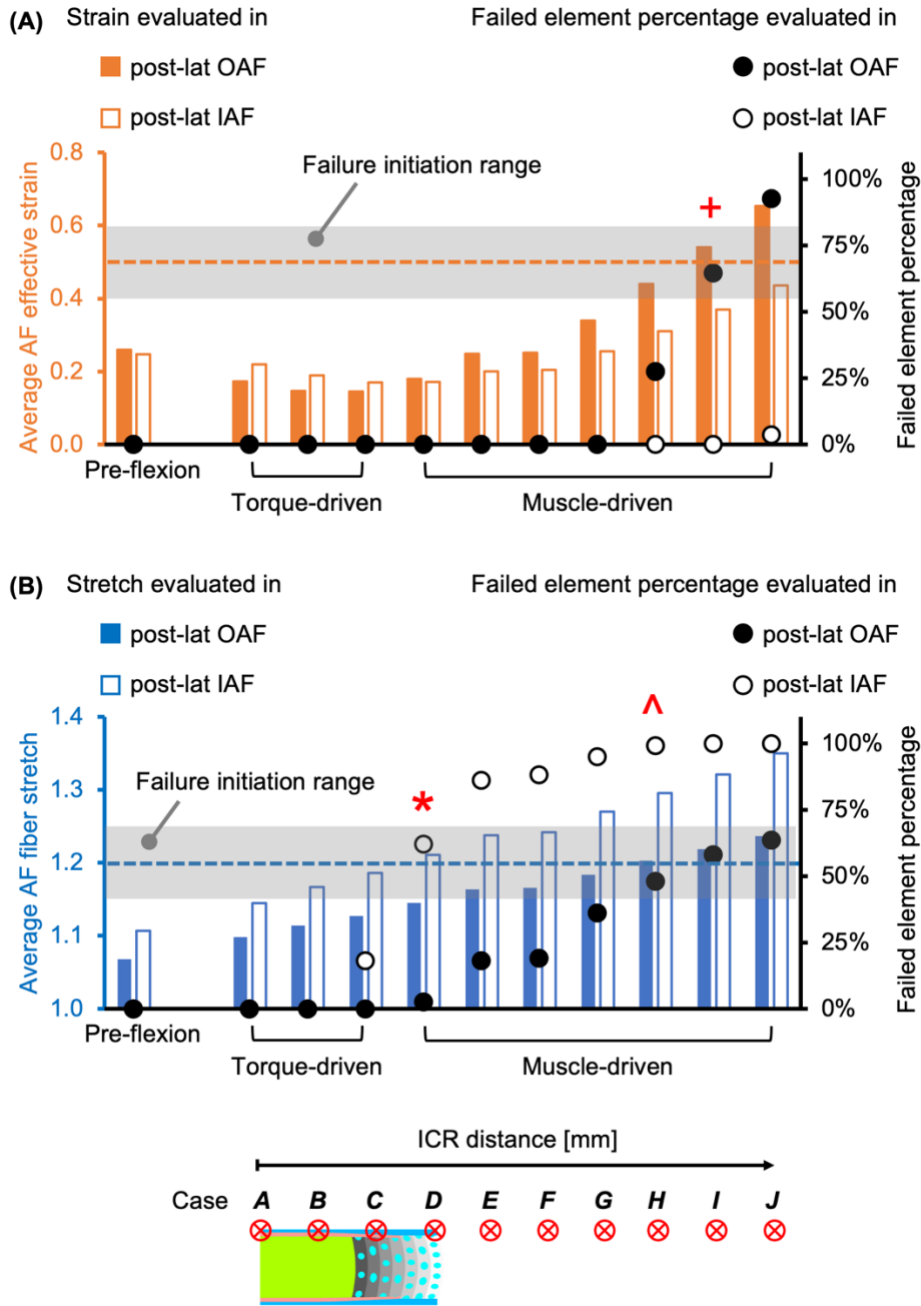 (A) Strain evaluated in Failed element percentage evaluated in
post-lat OAF post-lat OAF
post-lat IAF post-lat IAF
0.8
Failure initiation range
100%
+
0.6
75%
0.4
50%
0.2
25%
0.0
0%
Average AF effective strain
Failed element percentage
Pre-flexion
Torque-driven Muscle-driven
(B) Stretch evaluated in Failed element percentage evaluated in
post-lat OAF post-lat OAF
post-lat IAF post-lat IAF
^
1.4
100%
1.3
Failure initiation range
*
75%
1.2
50%
1.1
25%
1.0
0%
Average AF fiber stretch
Failed element percentage
Pre-flexion
Torque-driven Muscle-driven
ICR distance [mm]
Case A B C D E F G H I J